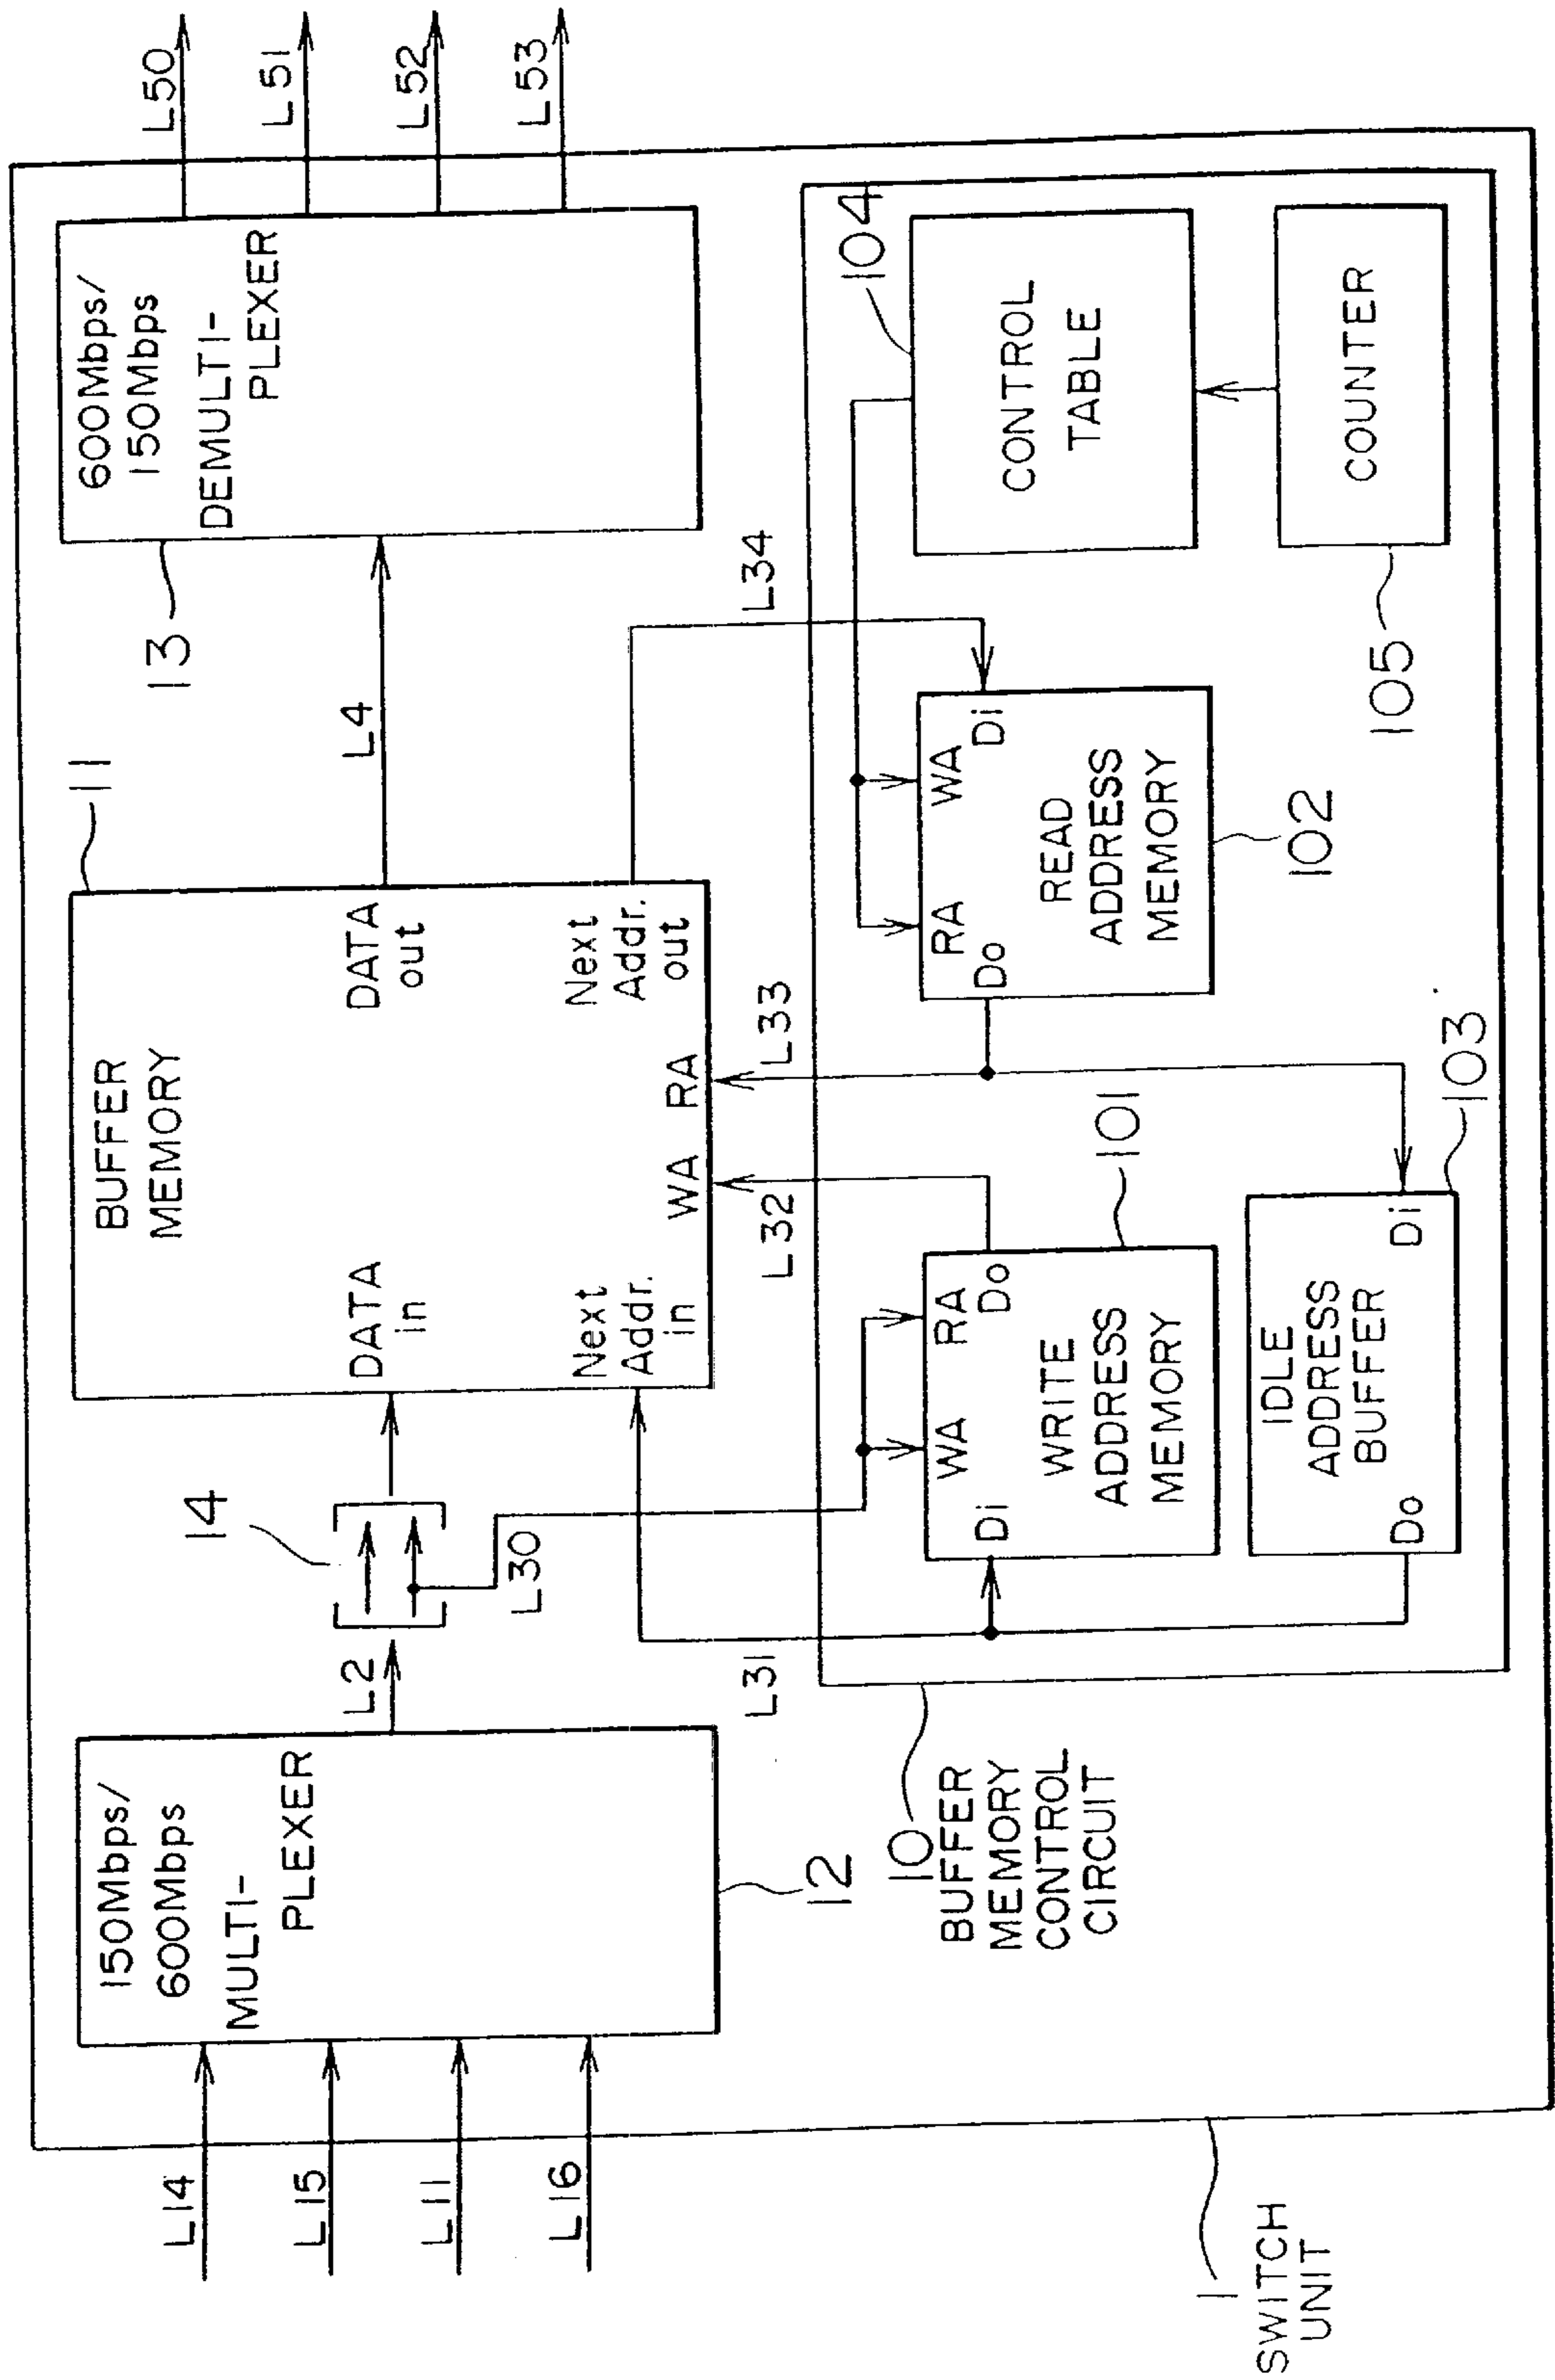 L14
L15
L11
L16
150Mbps/
600Mbps
MULTI-
PLEXER
12
L2
14
L30
L31
BUFFER
MEMORY
11
DATA
in
DATA
out
Next
Addr.
in
WA
RA
Next
Addr.
out
L32
L33
L4
L34
600Mbps/
150Mbps
DEMULTI-
PLEXER
13
L50
L51
L52
L53
10
BUFFER
MEMORY
CONTROL
CIRCUIT
WA
RA
Di
Do
WRITE
ADDRESS
MEMORY
101
IDLE
ADDRESS
BUFFER
Do
Di
103
RA
WA
Do
Di
READ
ADDRESS
MEMORY
102
104
CONTROL
TABLE
COUNTER
105
1
SWITCH
UNIT